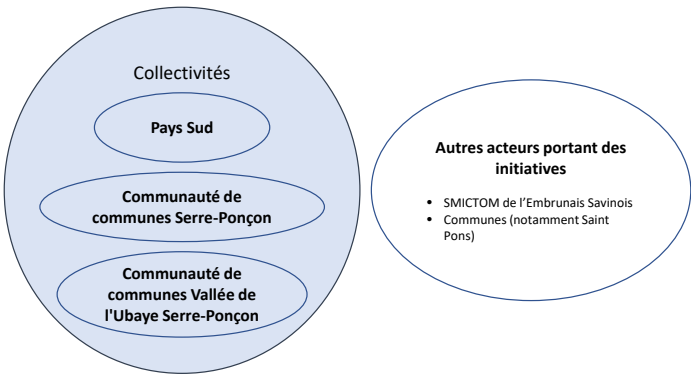 Collectivités
Pays Sud
Communauté de
communes Serre-Ponçon
Communauté de
communes Vallée de
l'Ubaye Serre-Ponçon
Autres acteurs portant des
initiatives
• SMICTOM de l’Embrunais Savinois
• Communes (notamment Saint
Pons)